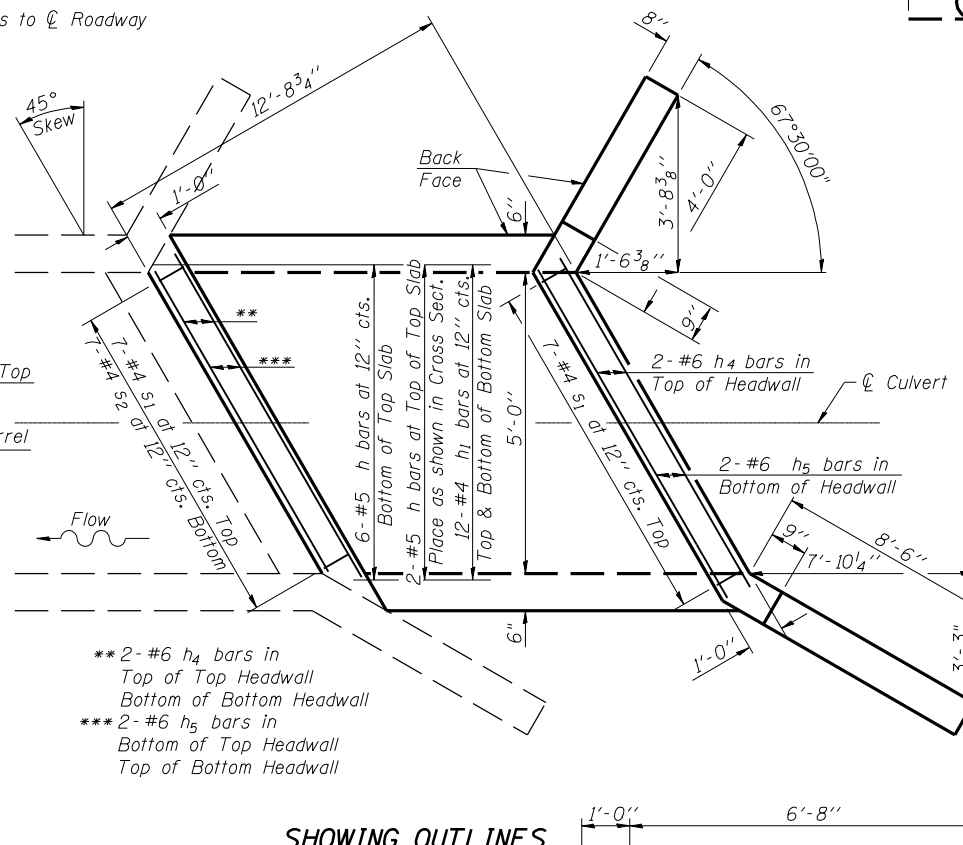 s to ℄ Roadway
45°
Skew
12'-8¾"
1'-0"
Back
Face
6"
8"
67°30'00"
3'-8⅜"
4'-0"
1'-6⅜"
9"
**
***
Top
rrel
7-#4 s1 at 12" cts. Top
7-#4 s2 at 12" cts. Bottom
6-#5 h bars at 12" cts.
Bottom of Top Slab
2-#5 h bars at Top of Top Slab
Place as shown in Cross Sect.
12-#4 h1 bars at 12" cts.
Top & Bottom of Bottom Slab
5'-0"
7-#4 s1 at 12" cts. Top
2-#6 h4 bars in
Top of Headwall
℄ Culvert
2-#6 h5 bars in
Bottom of Headwall
Flow
9"
8'-6"
7'-10¼"
6"
1'-0"
3'-3"
** 2-#6 h4 bars in
Top of Top Headwall
Bottom of Bottom Headwall
*** 2-#6 h5 bars in
Bottom of Top Headwall
Top of Bottom Headwall
SHOWING OUTLINES
1'-0"
6'-8"